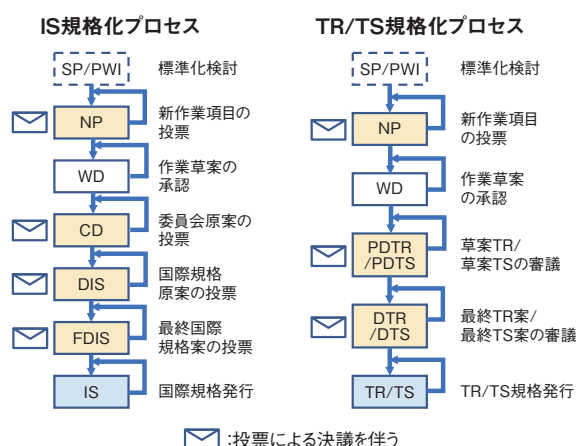 IS規格化プロセス
SP/PWI
標準化検討
NP
新作業項目の
投票
WD
作業草案の
承認
CD
委員会原案の
投票
DIS
国際規格
原案の投票
FDIS
最終国際
規格案の投票
IS
国際規格発行
TR/TS規格化プロセス
SP/PWI
標準化検討
NP
新作業項目
の投票
WD
作業草案
の承認
PDTR
/PDTS
草案TR/
草案TSの審議
DTR
/DTS
最終TR案/
最終TS案の審議
TR/TS
TR/TS規格発行
:投票による決議を伴う